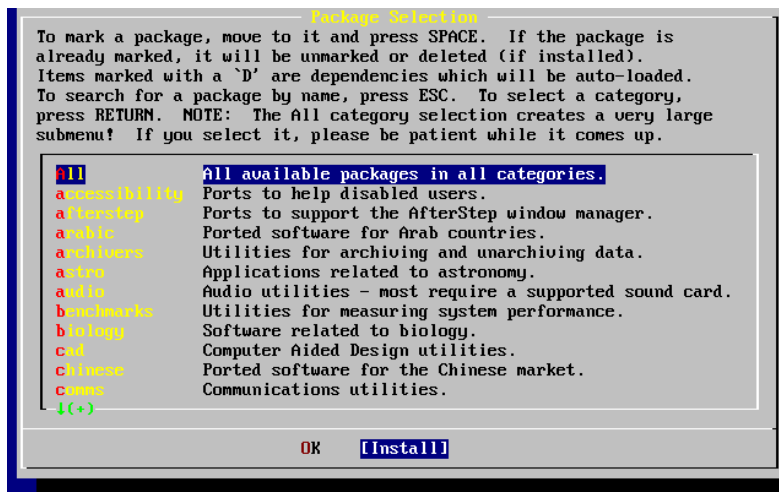 Package Selection
To mark a package, move to it and press SPACE.  If the package is
already marked, it will be unmarked or deleted (if installed).
Items marked with a `D' are dependencies which will be auto-loaded.
To search for a package by name, press ESC.  To select a category,
press RETURN.  NOTE:  The All category selection creates a very large
submenu!  If you select it, please be patient while it comes up.
All All available packages in all categories.
accessibility Ports to help disabled users.
afterstep Ports to support the AfterStep window manager.
arabic Ported software for Arab countries.
archivers Utilities for archiving and unarchiving data.
astro Applications related to astronomy.
audio Audio utilities - most require a supported sound card.
benchmarks Utilities for measuring system performance.
biology Software related to biology.
cad Computer Aided Design utilities.
chinese Ported software for the Chinese market.
comms Communications utilities.
↓(+)
OK [Install]